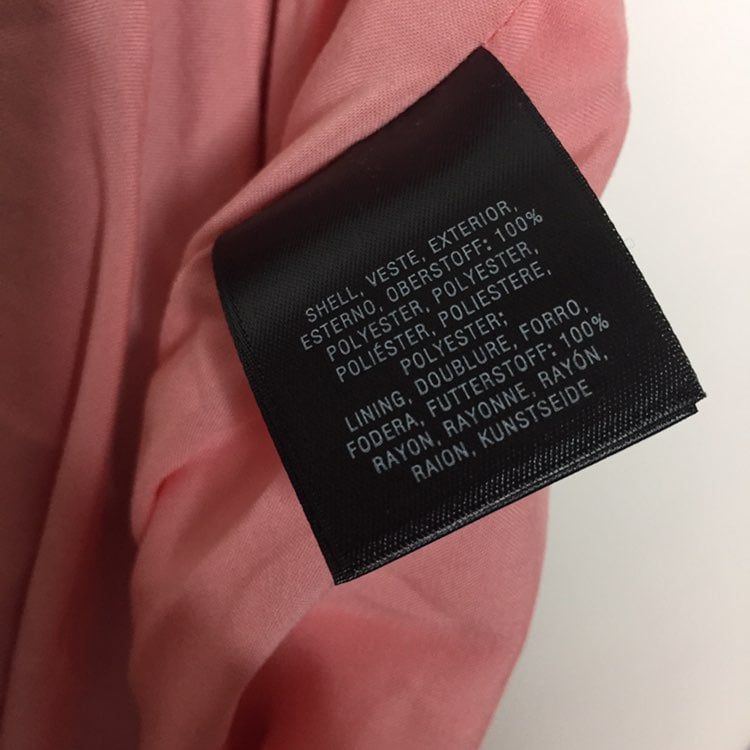 SHELL, VESTE, EXTERIOR,
ESTERNO, OBERSTOFF: 100%
POLYESTER, POLYESTER,
POLIÉSTER, POLIESTERE,
POLYESTER;
LINING, DOUBLURE, FORRO,
FODERA, FUTTERSTOFF: 100%
RAYON, RAYONNE, RAYÓN,
RAION, KUNSTSEIDE